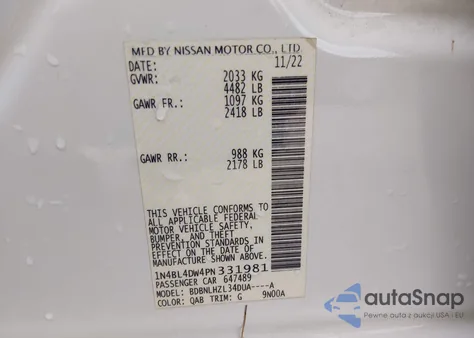 MFD BY NISSAN MOTOR CO., LTD
DATE: 11/22
GVWR: 2033 KG
4482 LB
GAWR FR.: 1097 KG
2418 LB
GAWR RR.: 988 KG
2178 LB
THIS VEHICLE CONFORMS TO
ALL APPLICABLE FEDERAL
MOTOR VEHICLE SAFETY,
BUMPER, AND THEFT
PREVENTION STANDARDS IN
EFFECT ON THE DATE OF
MANUFACTURE SHOWN ABOVE.
1N4BL4DW4PN331981
PASSENGER CAR 647489
MODEL: BDBNLHZL34DUA----A
COLOR: QAB TRIM: G 9N00A
autoSnap
Pewne auta z aukcji w USA i EU